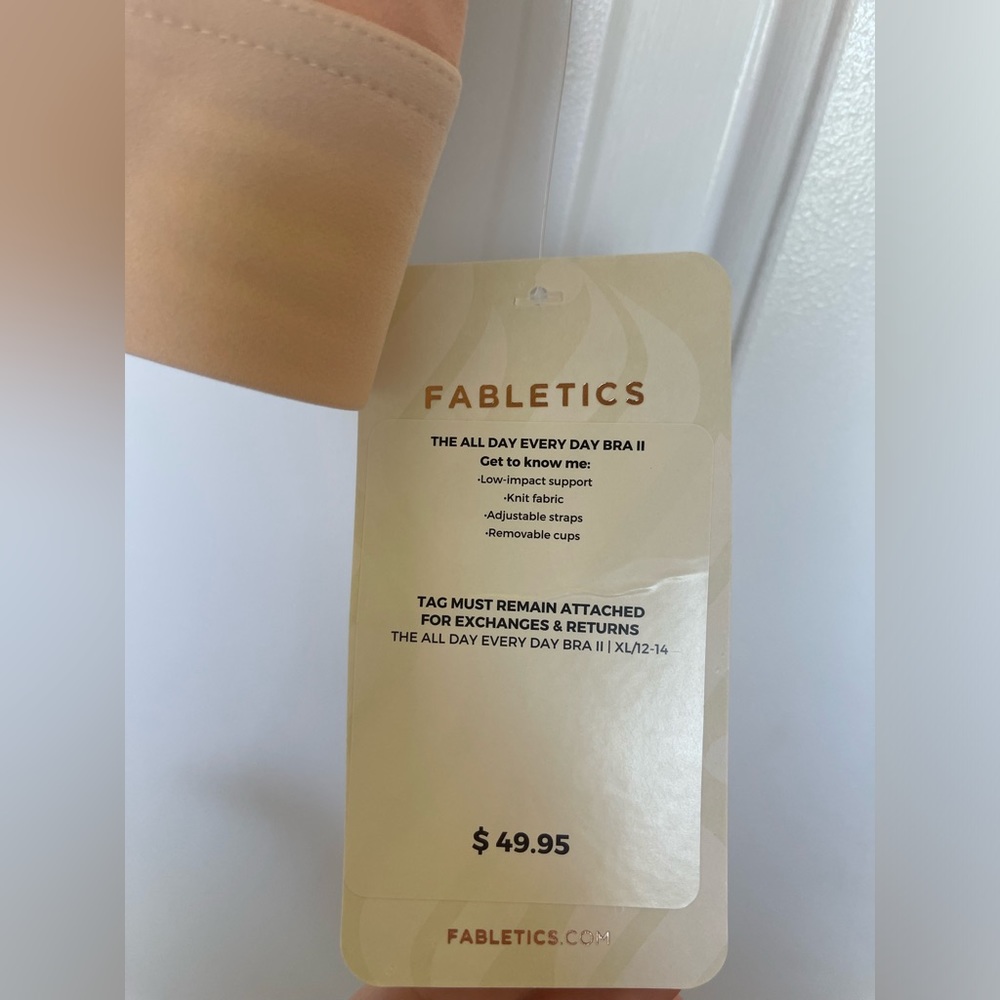 FABLETICS
THE ALL DAY EVERY DAY BRA II
Get to know me:
•Low-impact support
•Knit fabric
•Adjustable straps
•Removable cups
TAG MUST REMAIN ATTACHED
FOR EXCHANGES & RETURNS
THE ALL DAY EVERY DAY BRA II | XL/12-14
$ 49.95
FABLETICS.COM